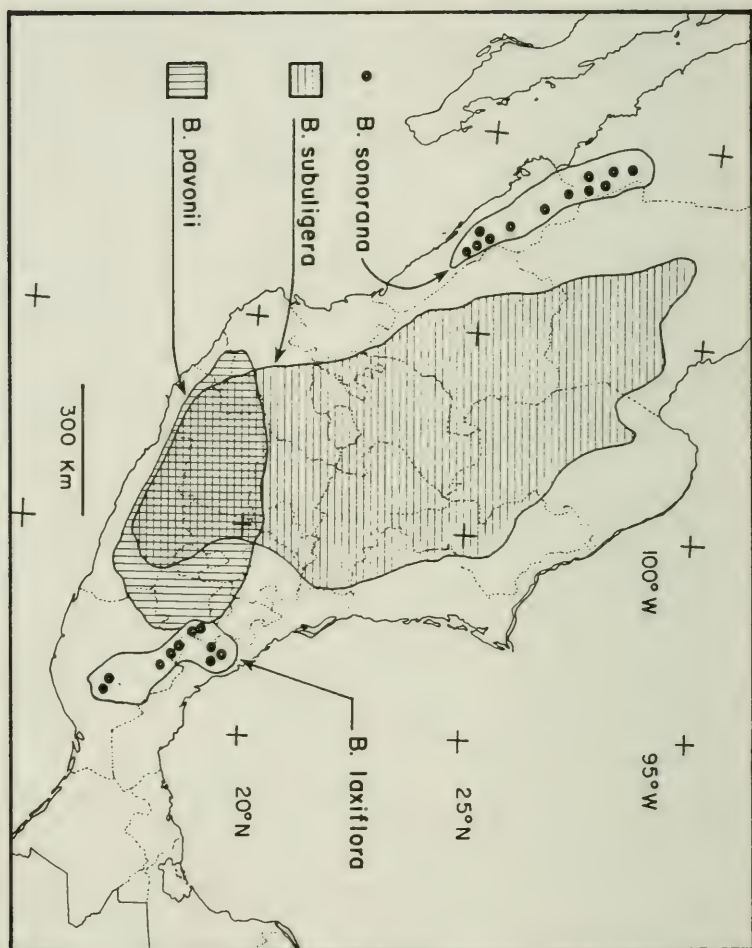 B. sonorana
B. subuligera
B. pavonii
300 Km
B. laxiflora
100°W
95°W
25°N
20°N